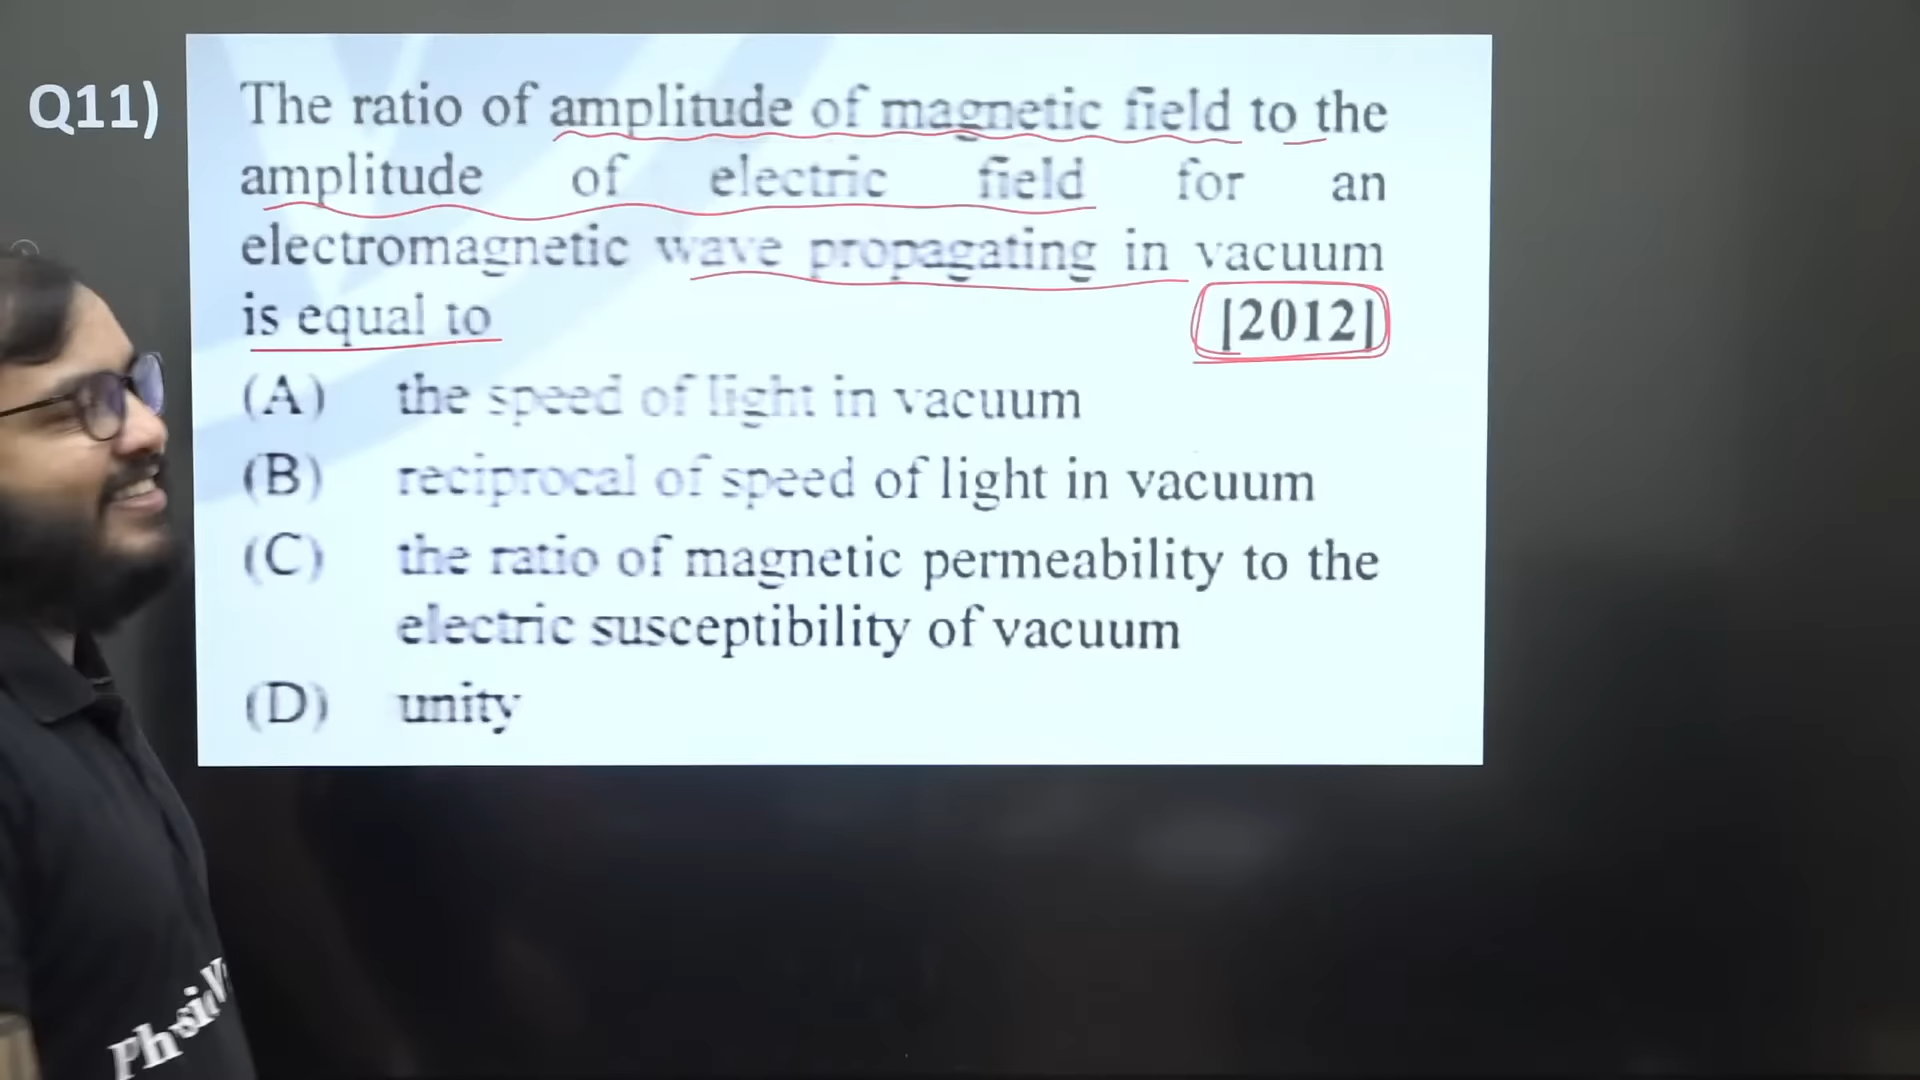 Q11)
The ratio of amplitude of magnetic field to the
amplitude of electric field for an
electromagnetic wave propagating in vacuum
is equal to [2012]
(A) the speed of light in vacuum
(B) reciprocal of speed of light in vacuum
(C) the ratio of magnetic permeability to the
electric susceptibility of vacuum
(D) unity